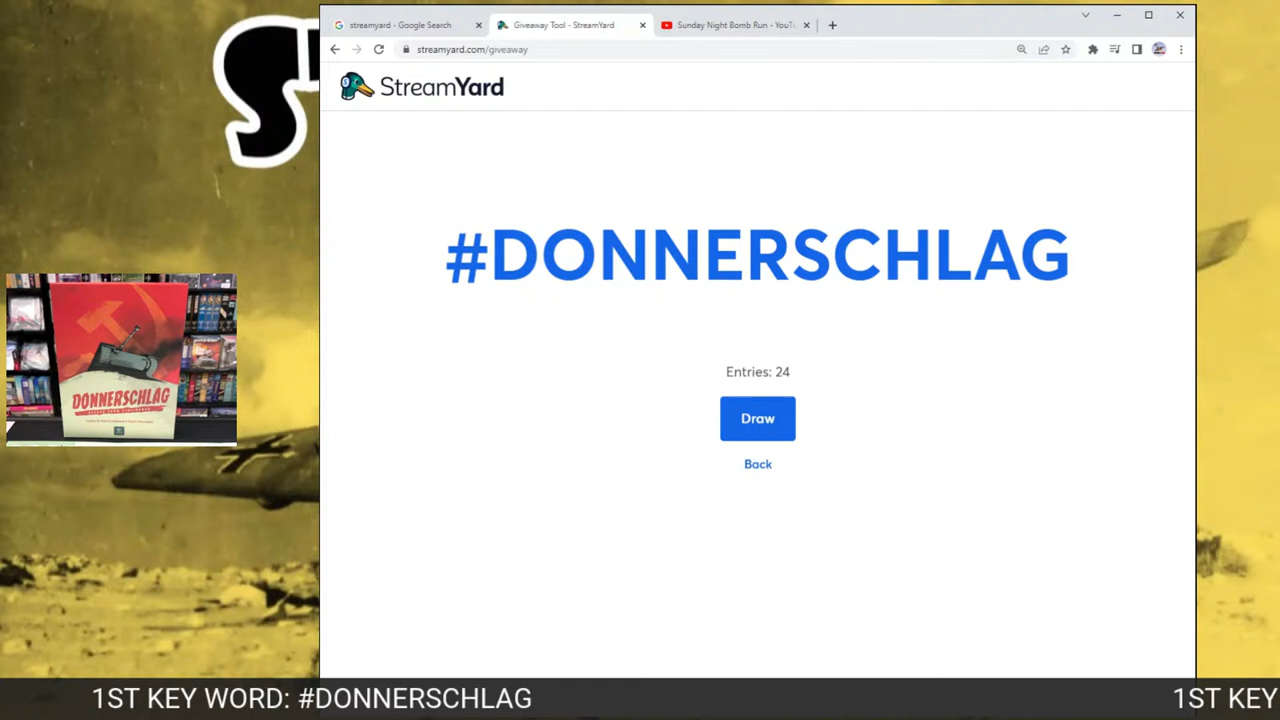 streamyard - Google Search
Giveaway Tool - StreamYard
Sunday Night Bomb Run - YouTu
streamyard.com/giveaway
StreamYard
#DONNERSCHLAG
Entries: 24
Draw
Back
DONNERSCHLAG
1ST KEY WORD: #DONNERSCHLAG
1ST KEY